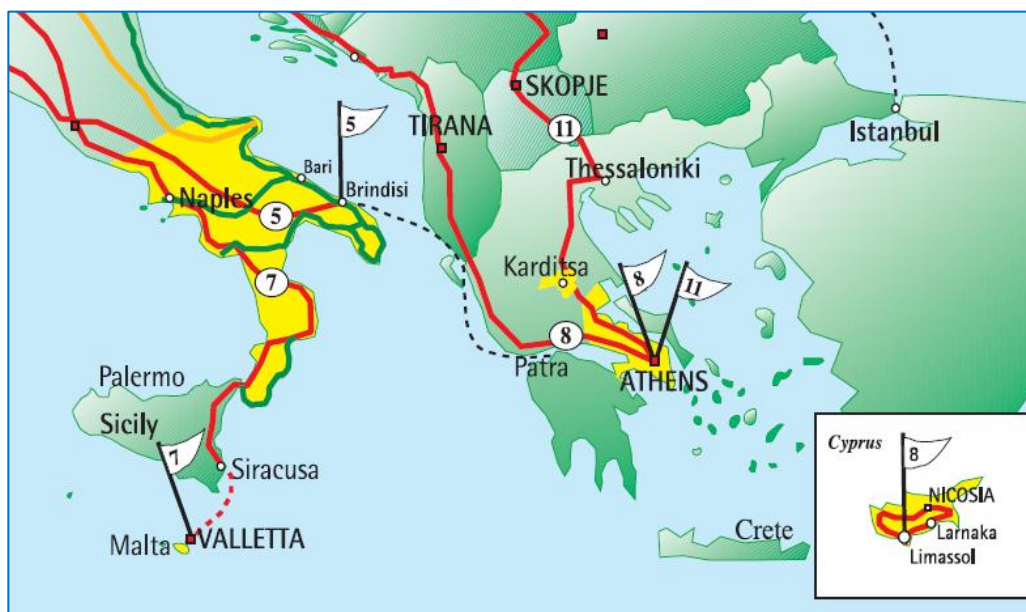 SKOPJE
5
TIRANA
11
Istanbul
Thessaloniki
Bari
Brindisi
Naples
5
Karditsa
8
11
7
8
Patra
ATHENS
Palermo
Sicily
7
Siracusa
Malta
VALLETTA
Crete
Cyprus
8
NICOSIA
Larnaka
Limassol